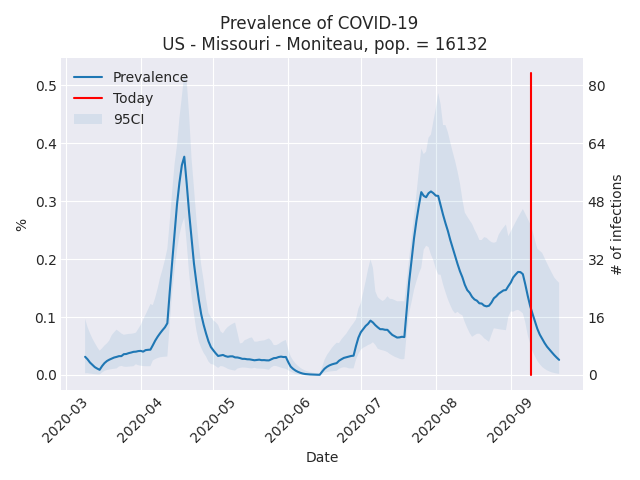 Prevalence of COVID-19
US - Missouri - Moniteau, pop. = 16132
Prevalence
Today
95CI
0.5
0.4
0.3
0.2
0.1
0.0
%
80
64
48
32
16
0
# of infections
2020-03
2020-04
2020-05
2020-06
2020-07
2020-08
2020-09
Date